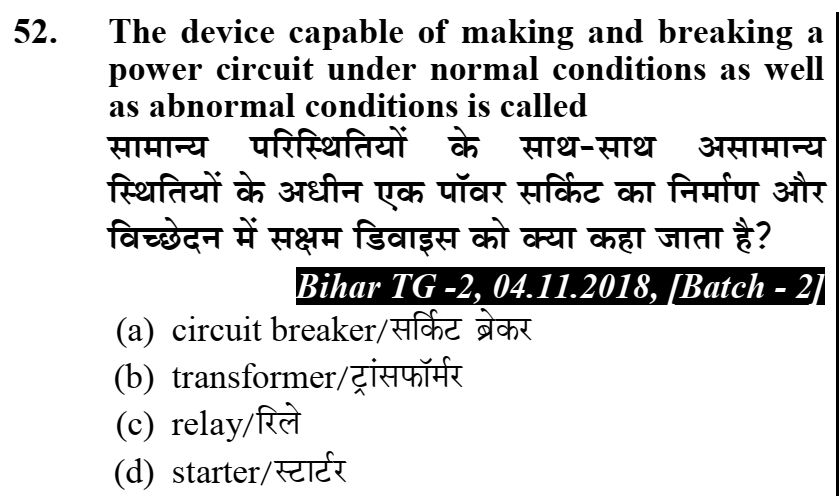 52. The device capable of making and breaking a
power circuit under normal conditions as well
as abnormal conditions is called
सामान्य परिस्थितियों के साथ-साथ असामान्य
स्थितियों के अधीन एक पॉवर सर्किट का निर्माण और
विच्छेदन में सक्षम डिवाइस को क्या कहा जाता है?
Bihar TG -2, 04.11.2018, [Batch - 2]
(a) circuit breaker/सर्किट ब्रेकर
(b) transformer/ट्रांसफॉर्मर
(c) relay/रिले
(d) starter/स्टार्टर